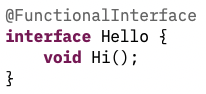 @FunctionalInterface
interface Hello {
    void Hi();
}